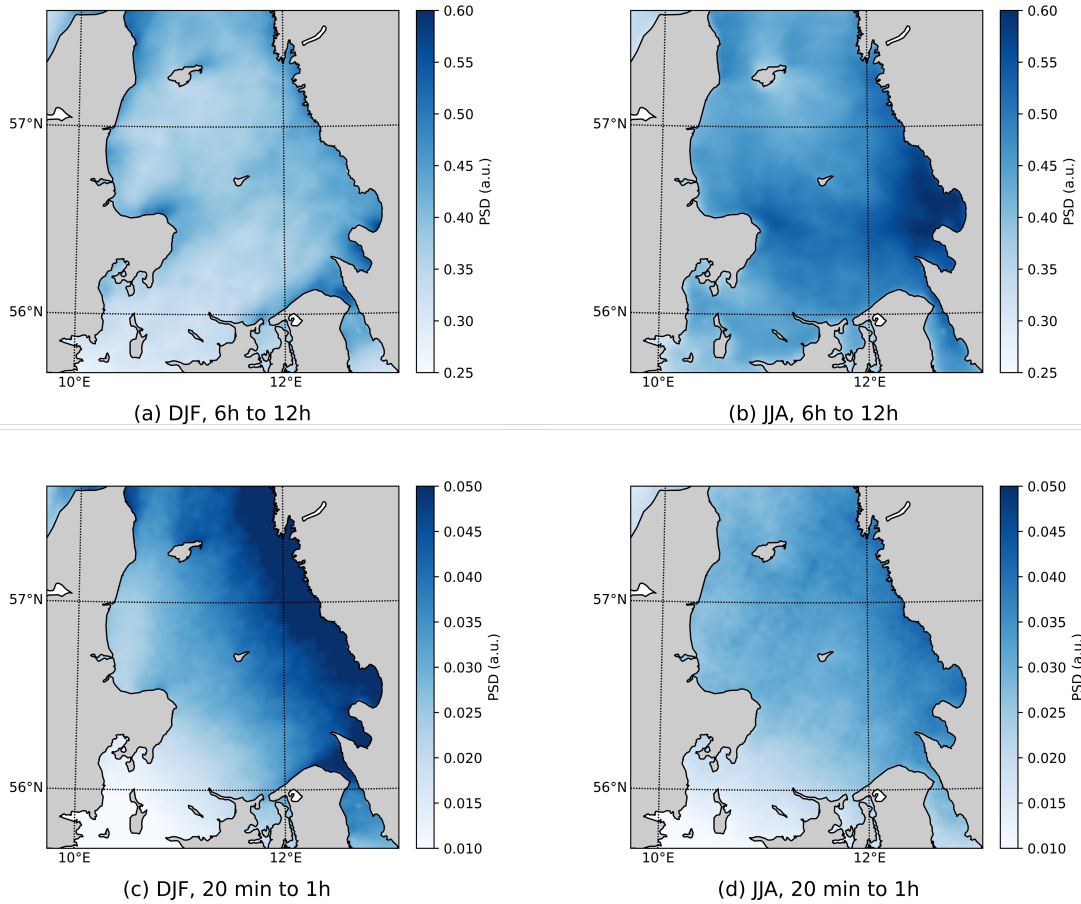 0.60
0.55
0.50
0.45
0.40
0.35
0.30
0.25
PSD (a.u.)
57°N
56°N
10°E
12°E
(a) DJF, 6h to 12h
0.60
0.55
0.50
0.45
0.40
0.35
0.30
0.25
PSD (a.u.)
57°N
56°N
10°E
12°E
(b) JJA, 6h to 12h
0.050
0.045
0.040
0.035
0.030
0.025
0.020
0.015
0.010
PSD (a.u.)
57°N
56°N
10°E
12°E
(c) DJF, 20 min to 1h
0.050
0.045
0.040
0.035
0.030
0.025
0.020
0.015
0.010
PSD (a.u.)
57°N
56°N
10°E
12°E
(d) JJA, 20 min to 1h